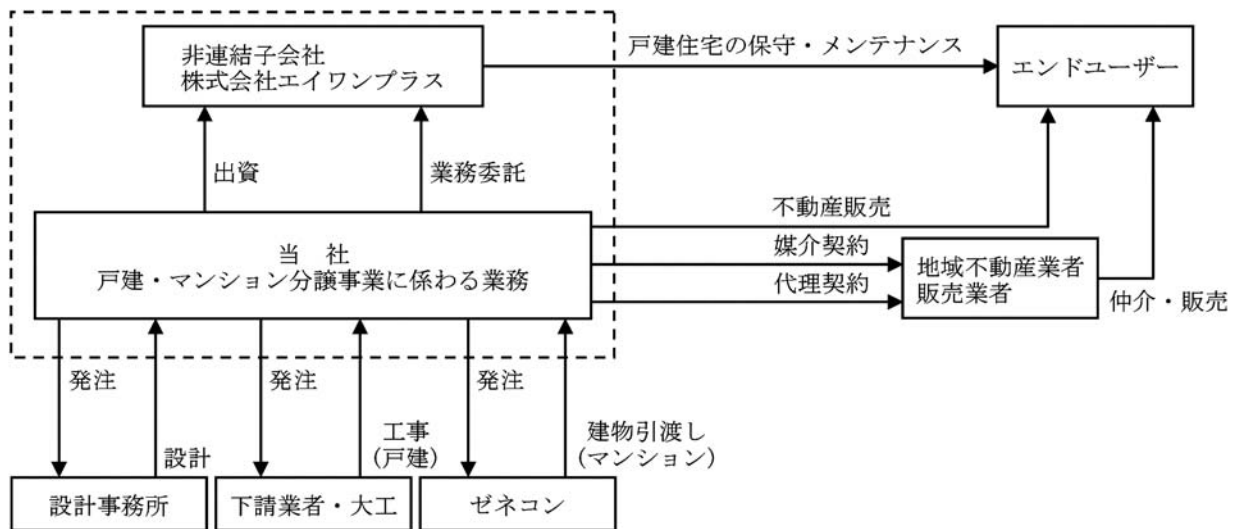 非連結子会社
株式会社エイワンプラス
戸建住宅の保守・メンテナンス
エンドユーザー
出資
業務委託
不動産販売
当　社
戸建・マンション分譲事業に係わる業務
媒介契約
代理契約
地域不動産業者
販売業者
仲介・販売
発注
設計
発注
工事
(戸建)
発注
建物引渡し
(マンション)
設計事務所
下請業者・大工
ゼネコン